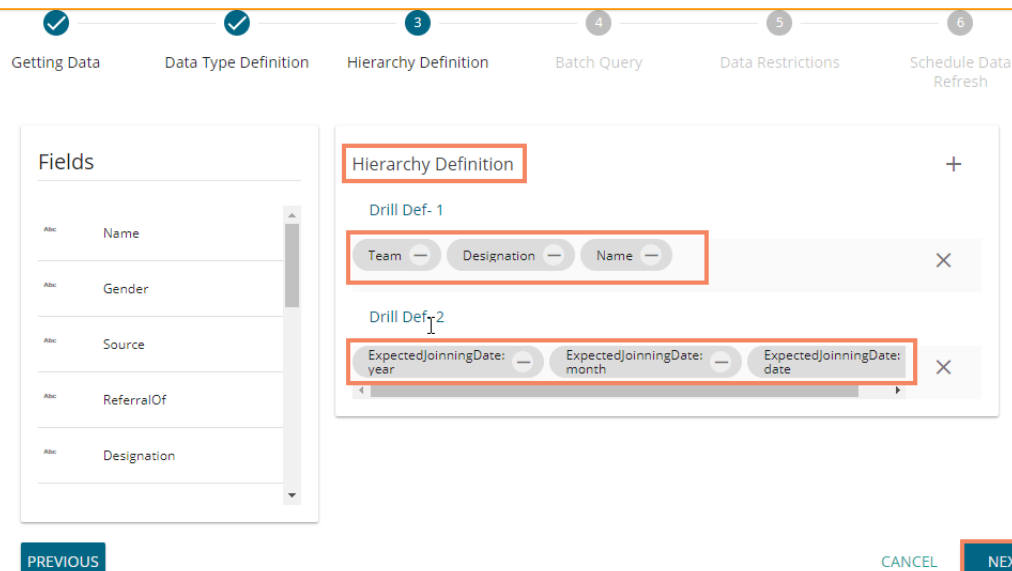 3
4
5
6
Getting Data
Data Type Definition
Hierarchy Definition
Batch Query
Data Restrictions
Schedule Data
Refresh
Fields
Abc Name
Abc Gender
Abc Source
Abc ReferralOf
Abc Designation
Hierarchy Definition
+
Drill Def- 1
Team
Designation
Name
Drill Def- 2
ExpectedJoinningDate:
year
ExpectedJoinningDate:
month
ExpectedJoinningDate:
date
PREVIOUS
CANCEL
NEX